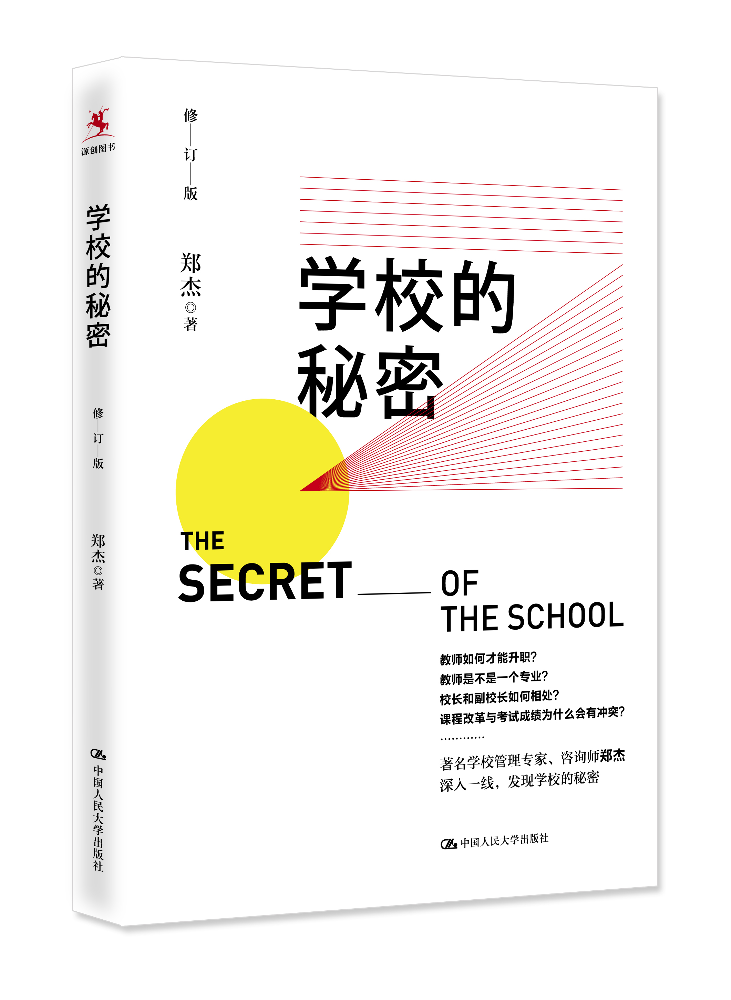 源创图书
学校的秘密
修—订—版
郑杰◎著
中国人民大学出版社
修—订—版
郑杰◎著
学校的
秘密
THE
SECRET
OF
THE SCHOOL
教师如何才能升职?
教师是不是一个专业?
校长和副校长如何相处?
课程改革与考试成绩为什么会有冲突?
…………
著名学校管理专家、咨询师郑杰
深入一线,发现学校的秘密
中国人民大学出版社